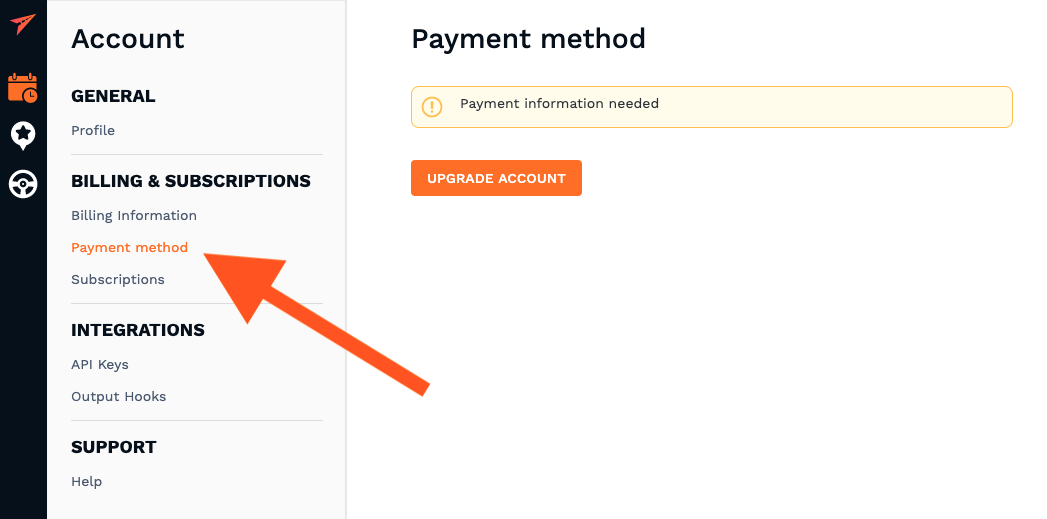 Account
GENERAL
Profile
BILLING & SUBSCRIPTIONS
Billing Information
Payment method
Subscriptions
INTEGRATIONS
API Keys
Output Hooks
SUPPORT
Help
Payment method
Payment information needed
UPGRADE ACCOUNT